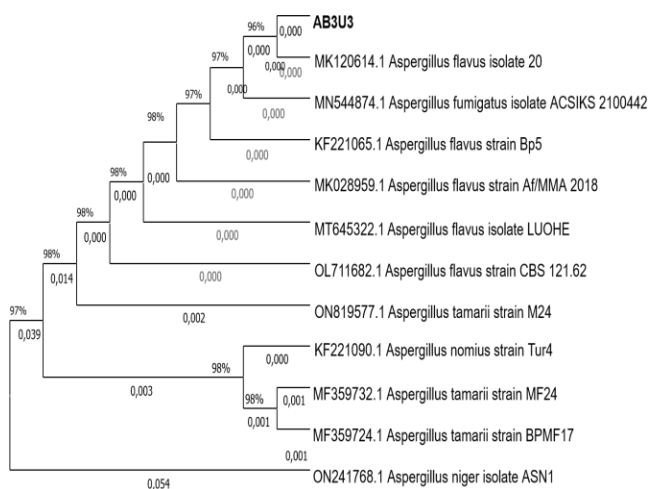 AB3U3
96%
0,000
0,000
MK120614.1 Aspergillus flavus isolate 20
0,000
0,000
97%
0,000
MN544874.1 Aspergillus fumigatus isolate ACSIKS 2100442
0,000
97%
KF221065.1 Aspergillus flavus strain Bp5
0,000
98%
0,000
MK028959.1 Aspergillus flavus strain Af/MMA 2018
0,000
98%
0,000
MT645322.1 Aspergillus flavus isolate LUOHE
0,000
98%
0,000
OL711682.1 Aspergillus flavus strain CBS 121.62
0,000
98%
0,014
ON819577.1 Aspergillus tamarii strain M24
0,002
97%
0,039
KF221090.1 Aspergillus nomius strain Tur4
0,000
98%
0,003
MF359732.1 Aspergillus tamarii strain MF24
0,001
98%
0,001
MF359724.1 Aspergillus tamarii strain BPMF17
0,001
ON241768.1 Aspergillus niger isolate ASN1
0,054